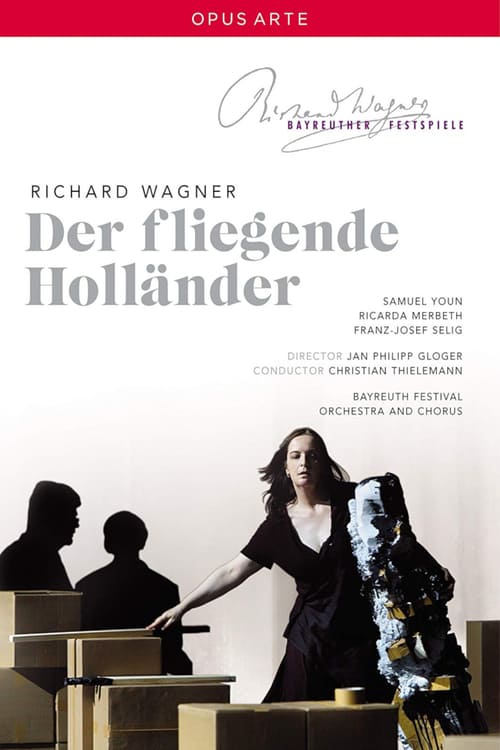 OPUS ARTE
Richard Wagner
BAYREUTHER FESTSPIELE
RICHARD WAGNER
Der fliegende
Holländer
SAMUEL YOUN
RICARDA MERBETH
FRANZ-JOSEF SELIG
DIRECTOR JAN PHILIPP GLOGER
CONDUCTOR CHRISTIAN THIELEMANN
BAYREUTH FESTIVAL
ORCHESTRA AND CHORUS